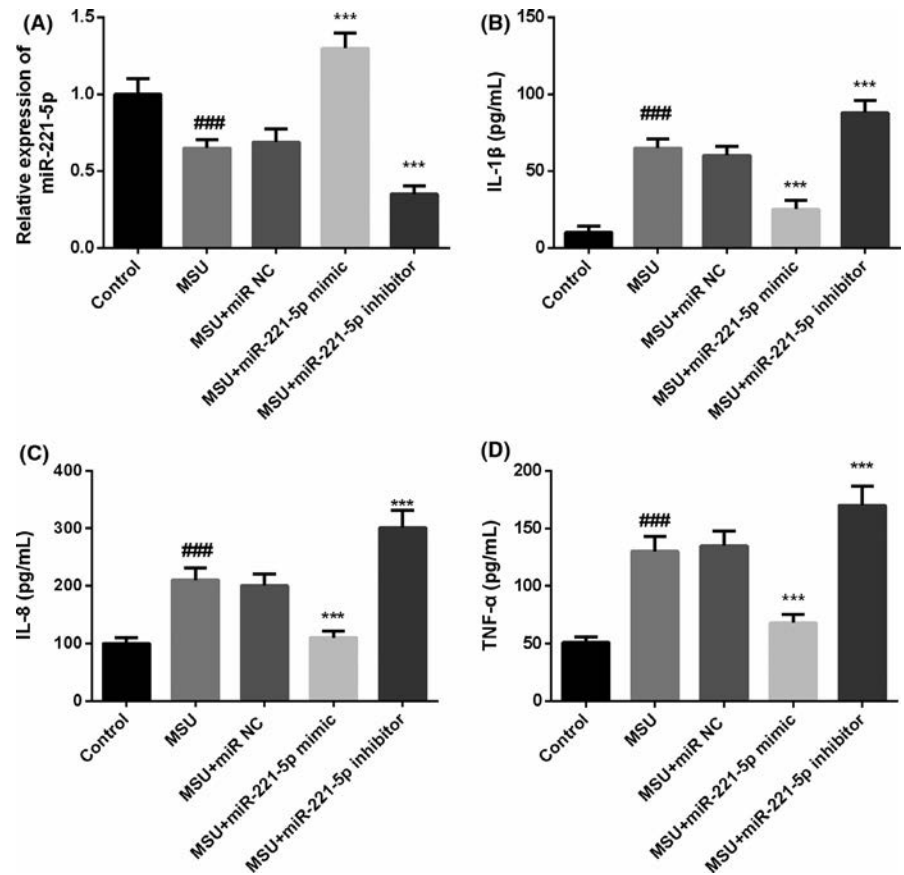 (A)
Relative expression of
miR-221-5p
1.5
1.0
0.5
0.0
***
###
***
Control
MSU
MSU+miR NC
MSU+miR-221-5p mimic
MSU+miR-221-5p inhibitor
(B)
IL-1β (pg/mL)
150
100
50
0
###
***
***
Control
MSU
MSU+miR NC
MSU+miR-221-5p mimic
MSU+miR-221-5p inhibitor
(C)
IL-8 (pg/mL)
400
300
200
100
0
###
***
***
Control
MSU
MSU+miR NC
MSU+miR-221-5p mimic
MSU+miR-221-5p inhibitor
(D)
TNF-α (pg/mL)
200
150
100
50
0
###
***
***
Control
MSU
MSU+miR NC
MSU+miR-221-5p mimic
MSU+miR-221-5p inhibitor